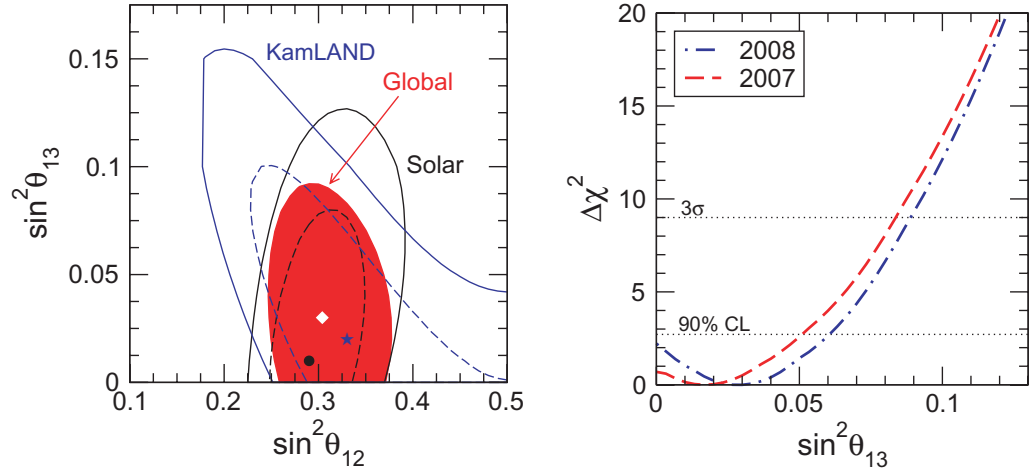 0.15
0.1
0.05
0
sin²θ₁₃
KamLAND
Global
Solar
0.1
0.2
0.3
0.4
0.5
sin²θ₁₂
20
15
10
5
0
Δχ²
2008
2007
3σ
90% CL
0
0.05
0.1
sin²θ₁₃